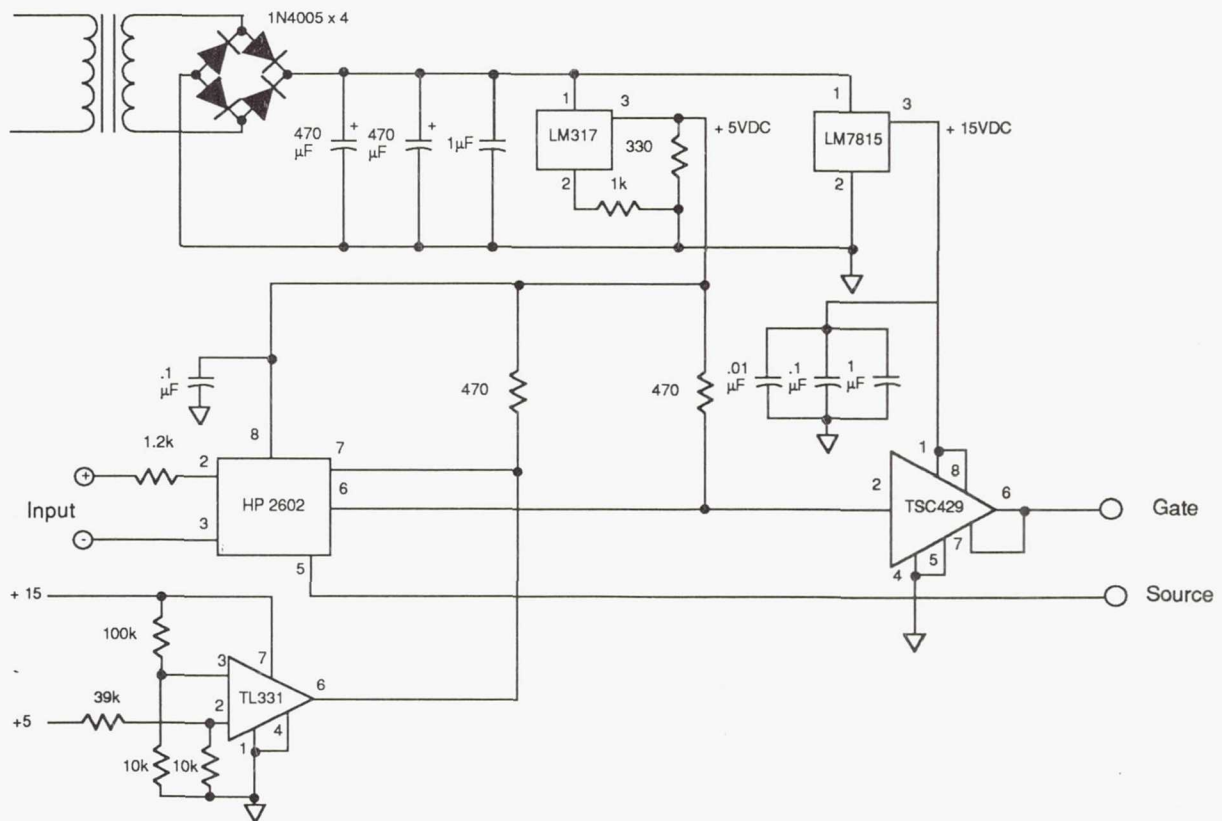 1N4005 x 4
470 µF +
470 µF +
1µF
1
3
LM317
2
1k
330
+ 5VDC
1
3
LM7815
2
+ 15VDC
.1 µF
470
470
.01 µF
.1 µF
1 µF
1.2k
8
2
7
HP 2602
6
3
5
Input
+
-
1
8
2
TSC429
6
7
5
4
Gate
Source
+ 15
100k
3
7
TL331
6
2
4
1
39k
+5
10k
10k